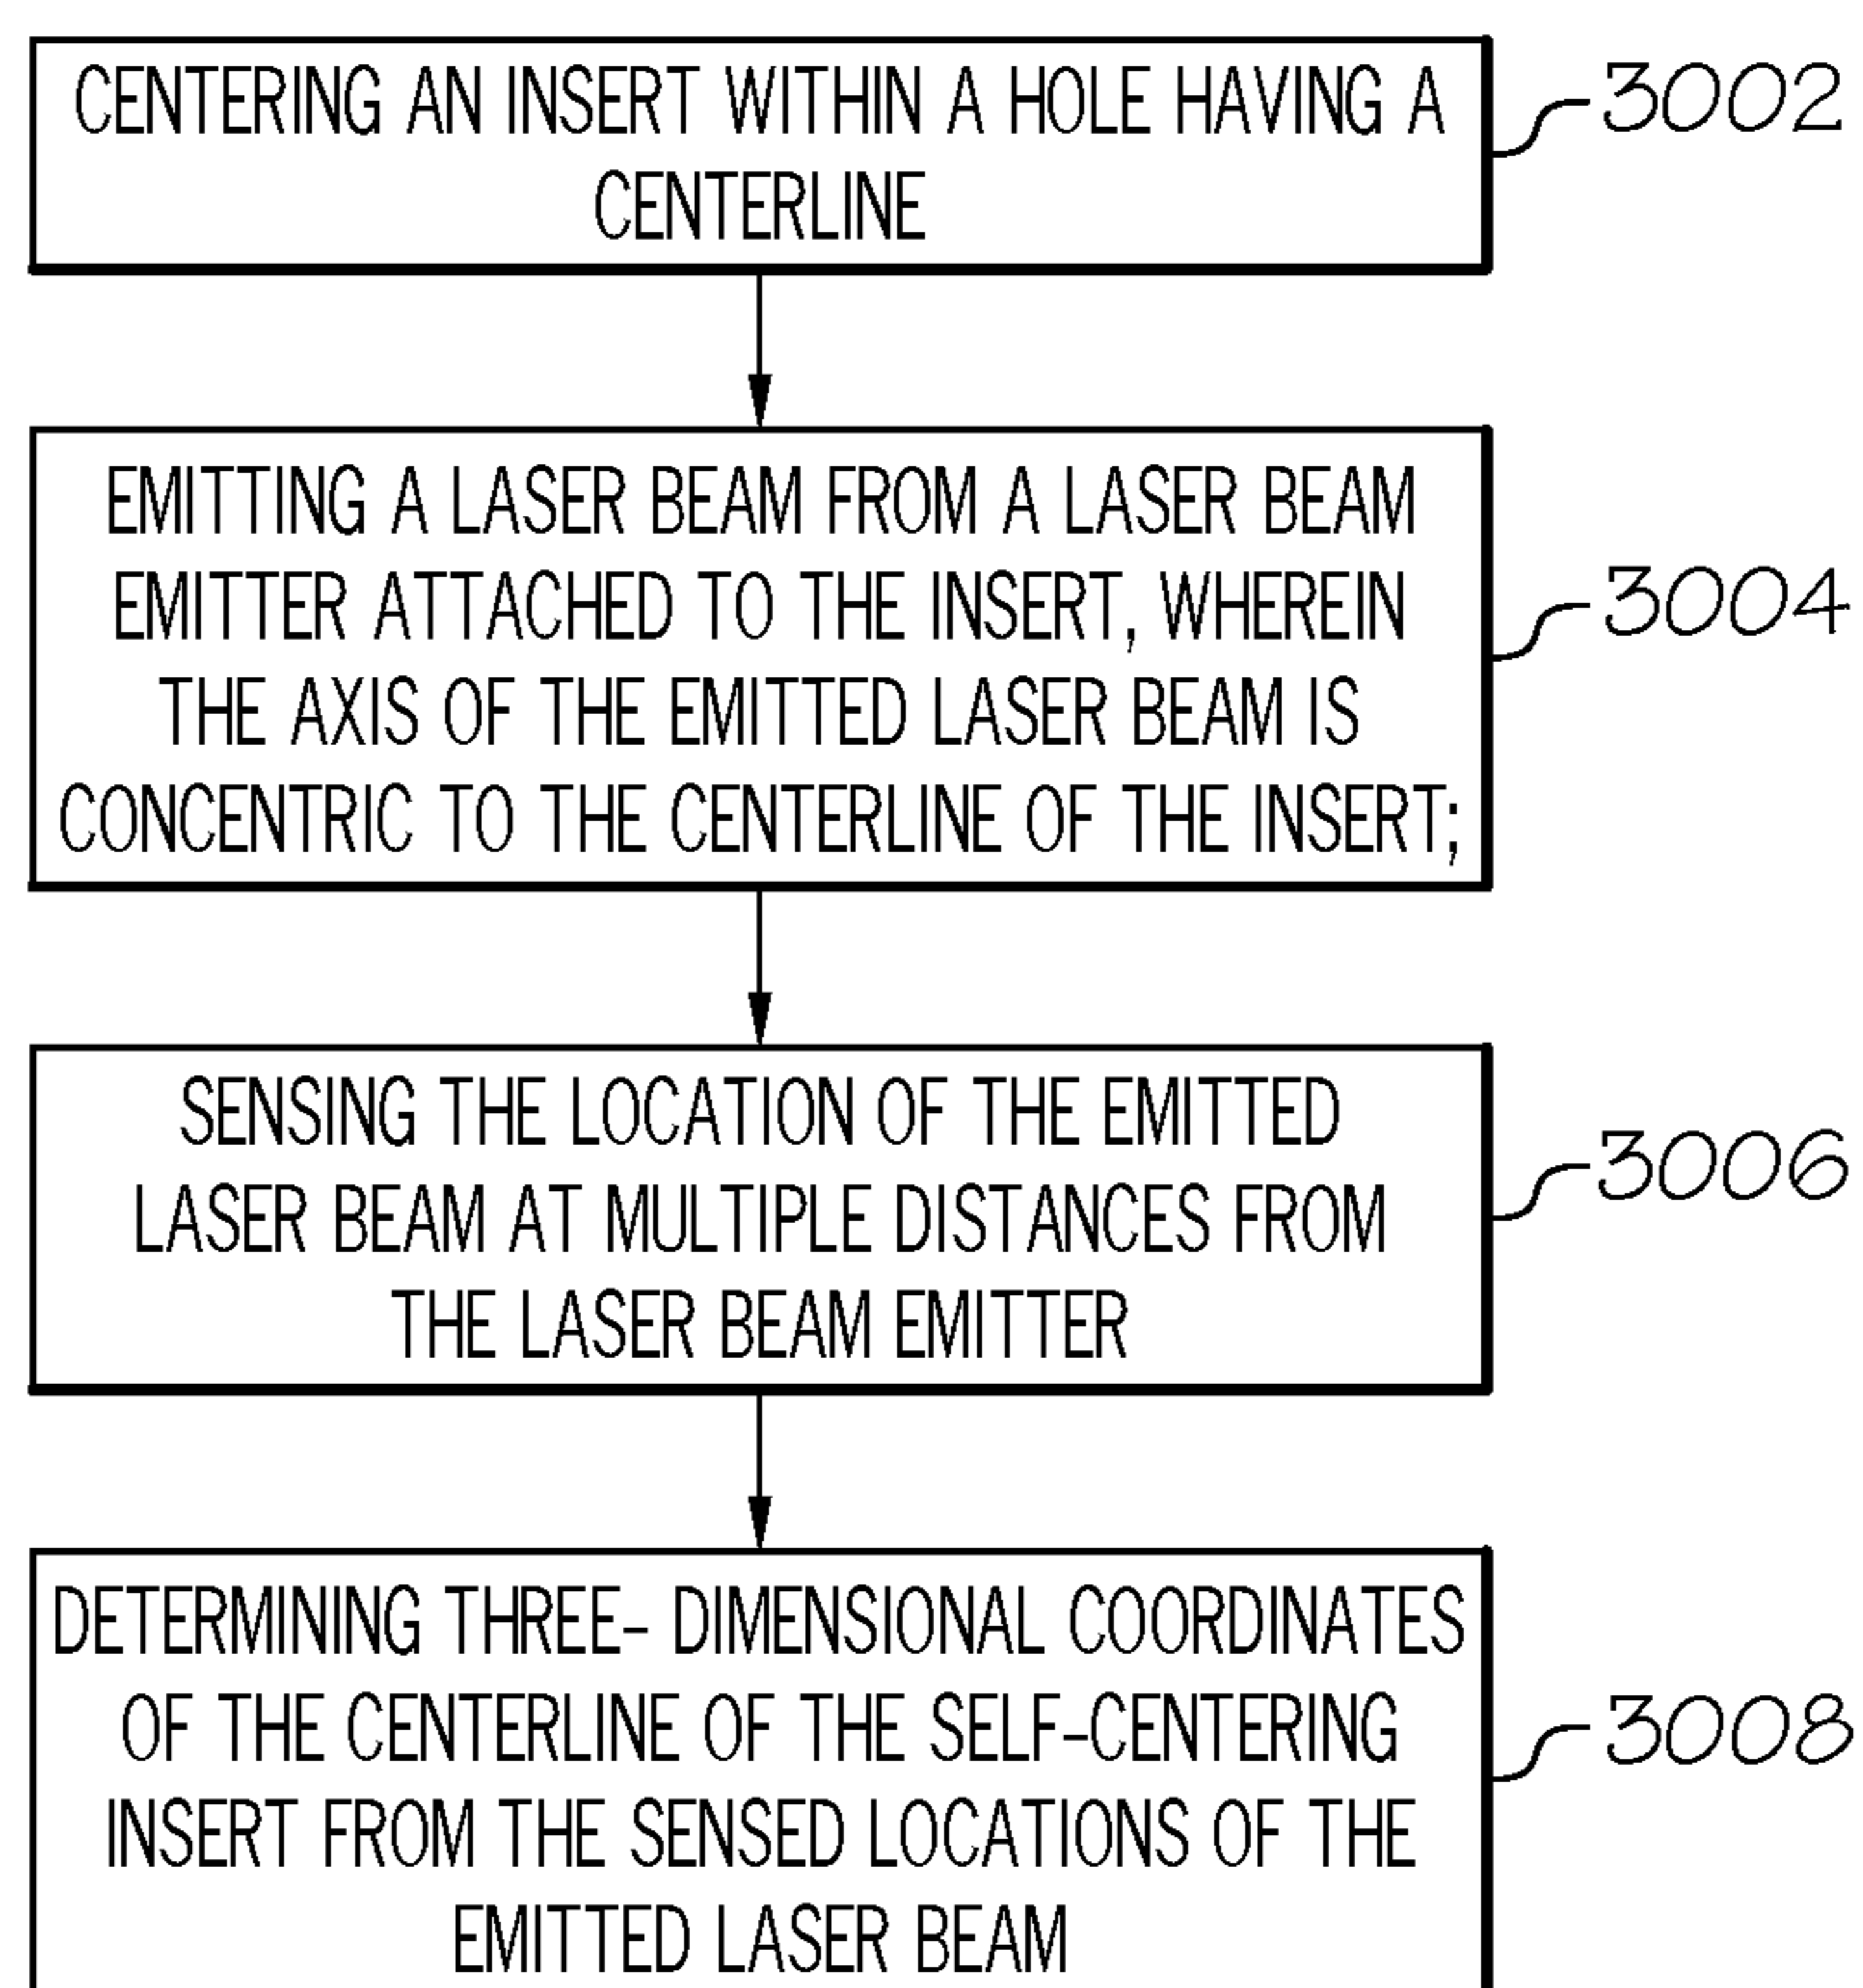 CENTERING AN INSERT WITHIN A HOLE HAVING A
CENTERLINE
3002
EMITTING A LASER BEAM FROM A LASER BEAM
EMITTER ATTACHED TO THE INSERT, WHEREIN
THE AXIS OF THE EMITTED LASER BEAM IS
CONCENTRIC TO THE CENTERLINE OF THE INSERT;
3004
SENSING THE LOCATION OF THE EMITTED
LASER BEAM AT MULTIPLE DISTANCES FROM
THE LASER BEAM EMITTER
3006
DETERMINING THREE- DIMENSIONAL COORDINATES
OF THE CENTERLINE OF THE SELF-CENTERING
INSERT FROM THE SENSED LOCATIONS OF THE
EMITTED LASER BEAM
3008